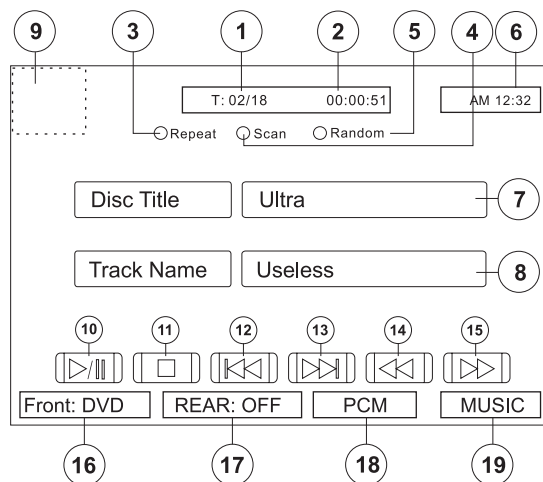 9 3 1 2 5 4 6
T: 02/18 00:00:51 AM 12:32
Repeat Scan Random
Disc Title Ultra 7
Track Name Useless 8
10 11 12 13 14 15
Front: DVD REAR: OFF PCM MUSIC
16 17 18 19